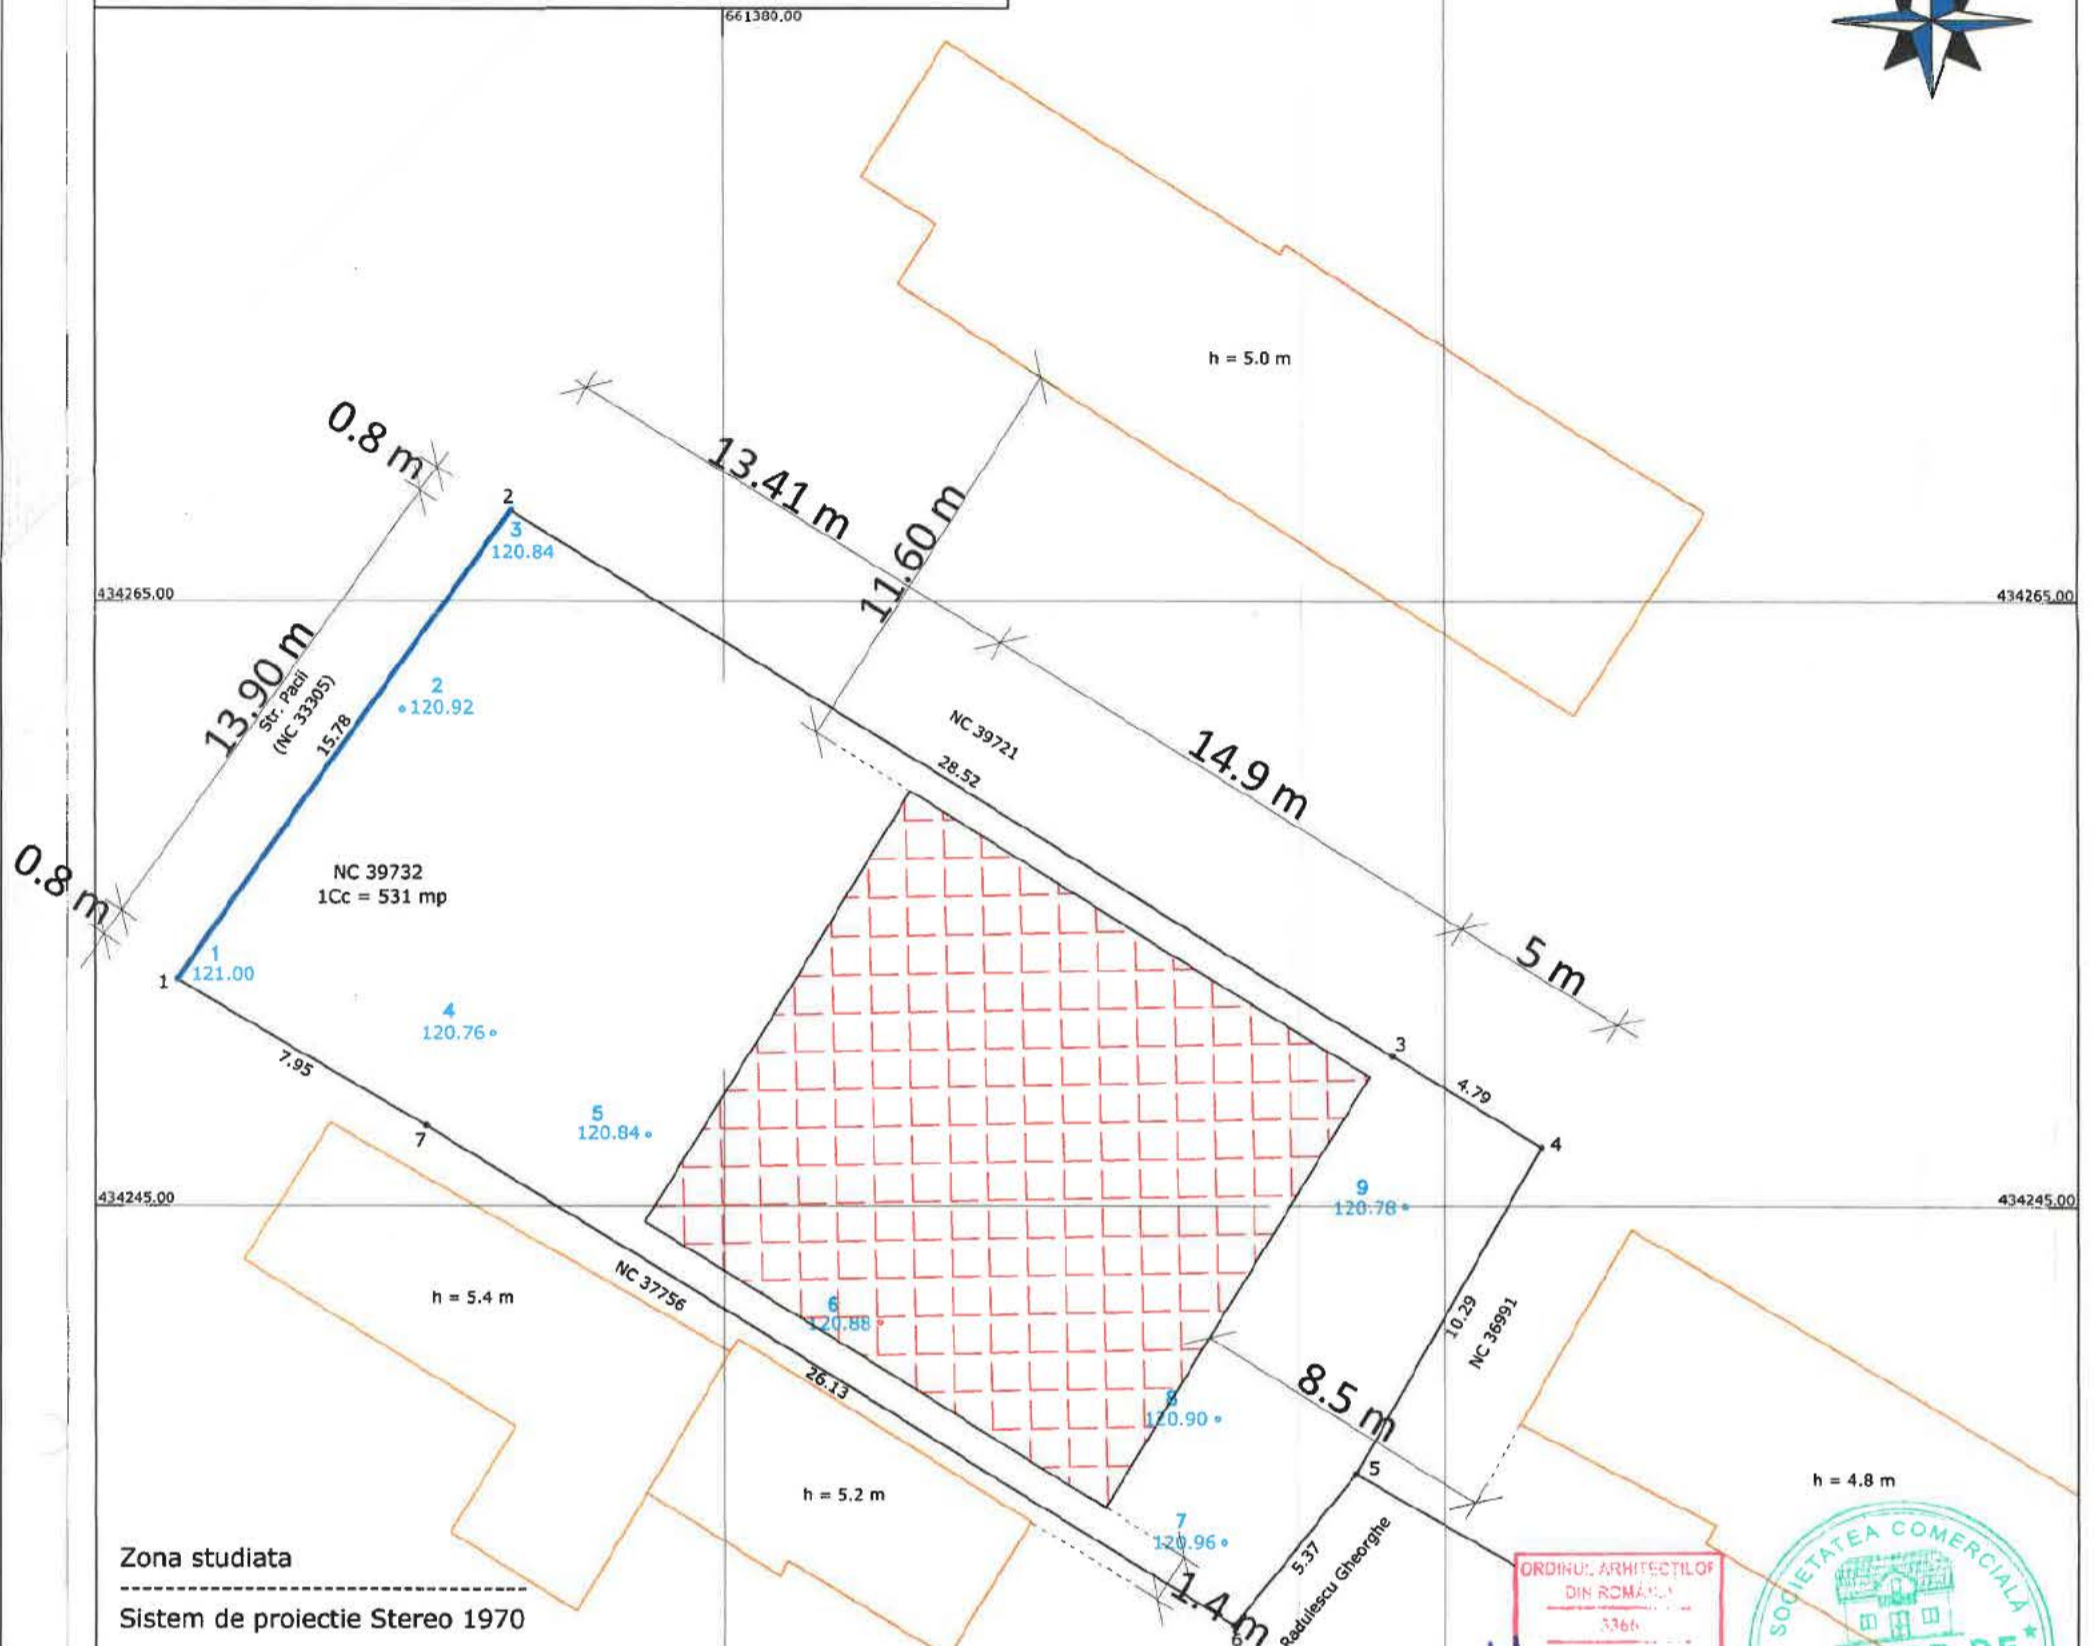 661380.00
h = 5.0 m
0.8 m
13.41 m
11.60 m
2
3
120.84
434265.00
434265.00
13.90 m
Str. Pacii
(NC 33305)
15.78
2
120.92
NC 39721
28.52
14.9 m
0.8 m
NC 39732
1Cc = 531 mp
5 m
1
121.00
1
4
120.76
7.95
3
4.79
7
5
120.84
4
434245.00
9
120.78
434245.00
h = 5.4 m
NC 37756
6
120.88
10.29
NC 36991
26.13
8.5 m
8
120.90
5
h = 5.2 m
h = 4.8 m
7
120.96
5.37
Radulescu Gheorghe
1.4 m
6
Zona studiata
Sistem de proiectie Stereo 1970
ORDINUL ARHITECTILOR
DIN ROMANIA
3366
SOCIETATEA COMERCIALĂ